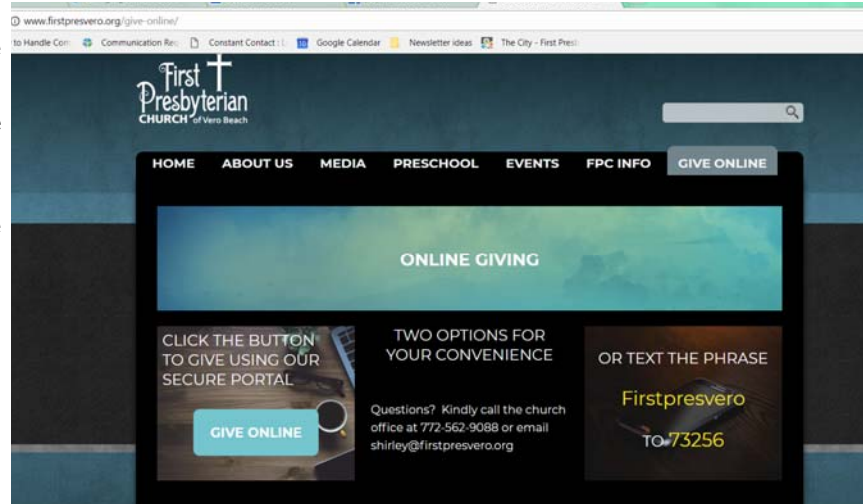 www.firstpresvero.org/give-online/
to Handle Con
Communication Re
Constant Contact : L
Google Calendar
Newsletter ideas
The City - First Presb
First
Presbyterian
CHURCH of Vero Beach
HOME ABOUT US MEDIA PRESCHOOL EVENTS FPC INFO GIVE ONLINE
ONLINE GIVING
CLICK THE BUTTON
TO GIVE USING OUR
SECURE PORTAL
GIVE ONLINE
TWO OPTIONS FOR
YOUR CONVENIENCE
Questions? Kindly call the church
office at 772-562-9088 or email
shirley@firstpresvero.org
OR TEXT THE PHRASE
Firstpresvero
TO 73256